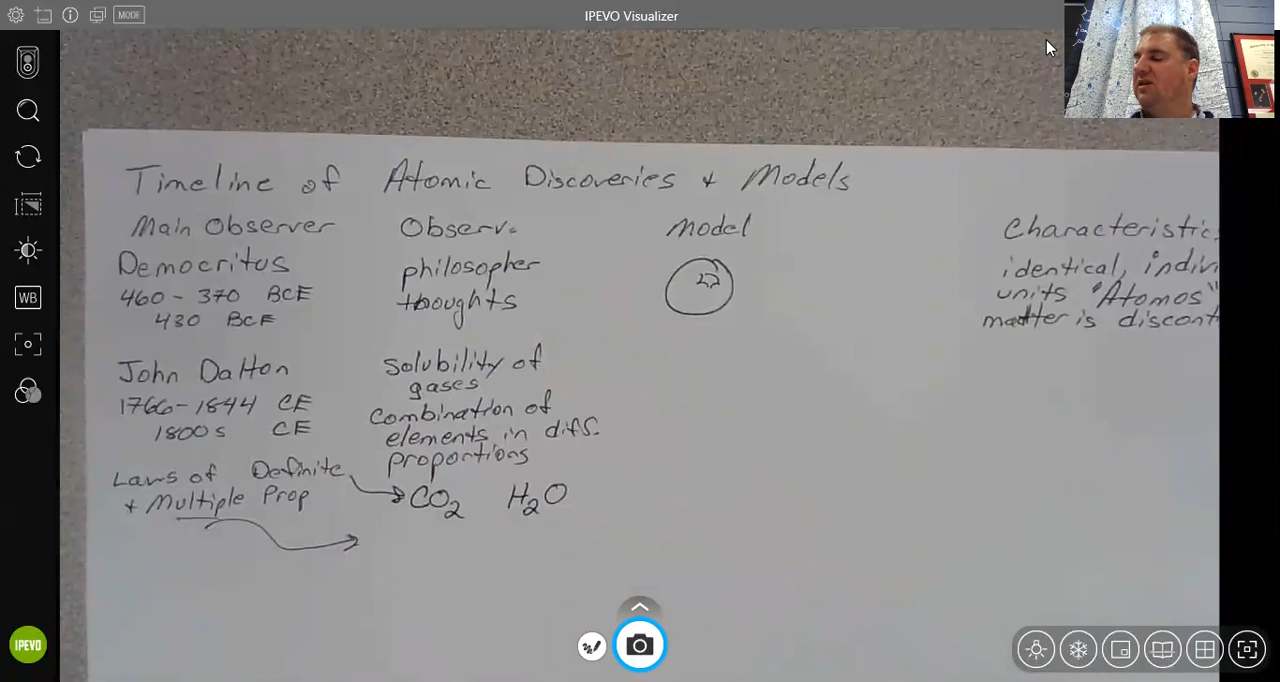 MODE
IPEVO Visualizer
WB
IPEVO
Timeline of Atomic Discoveries + Models
Main Observer Observ. Model Characteristics
Democritus philosopher identical, indiv
460 - 370 BCE thoughts units "Atomos"
430 BCE matter is discont
John Dalton solubility of
gases
1766-1844 CE combination of
1800s CE elements in diff.
proportions
Laws of Definite
+ Multiple Prop CO2 H2O